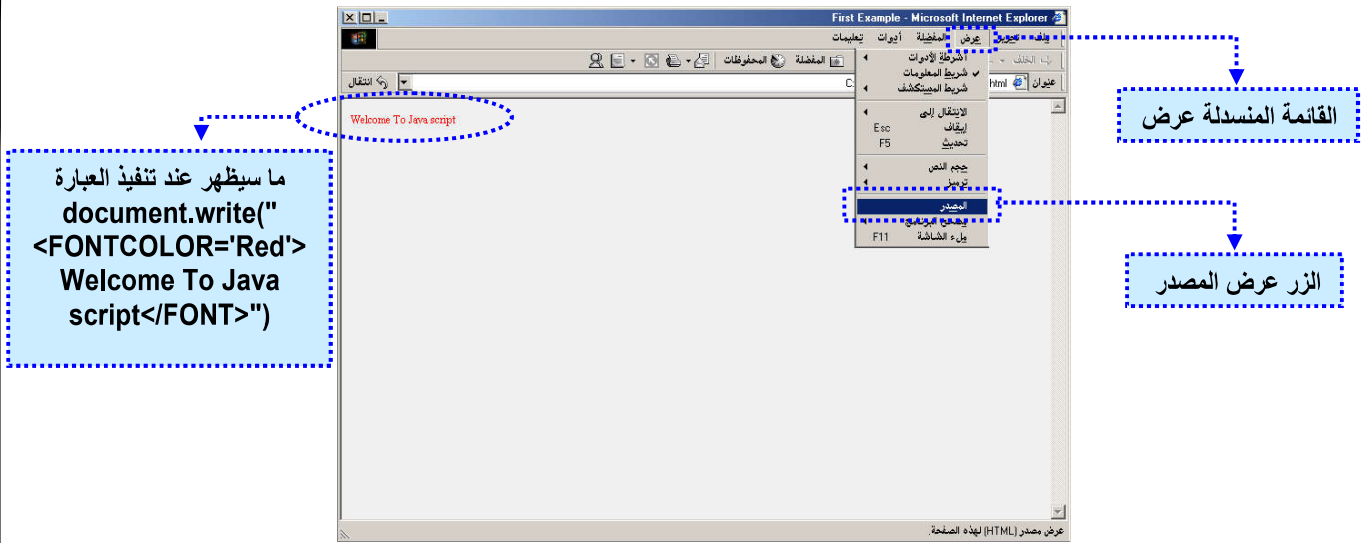 First Example - Microsoft Internet Explorer
ملف تحرير عرض المفضلة أدوات تعليمات
الخلف المفضلة المحفوظات
عنوان html C: انتقال
أشرطة الأدوات
شريط المعلومات
شريط المستكشف
الانتقال إلى
إيقاف Esc
تحديث F5
حجم النص
ترميز
المصدر
ملء الشاشة F11
Welcome To Java script
القائمة المنسدلة عرض
الزر عرض المصدر
ما سيظهر عند تنفيذ العبارة
document.write("
<FONTCOLOR='Red'>
Welcome To Java
script</FONT>")
عرض مصدر (HTML) لهذه الصفحة.